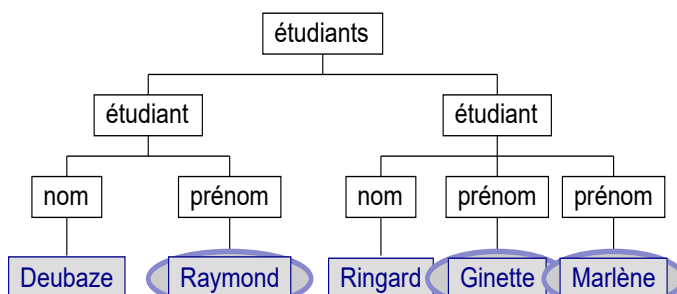 étudiants
étudiant étudiant
nom prénom nom prénom prénom
Deubaze Raymond Ringard Ginette Marlène